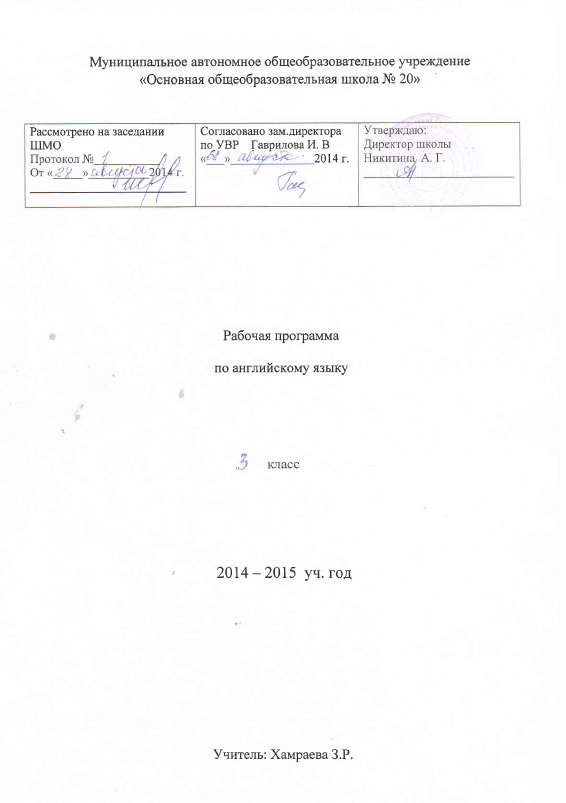 Муниципальное автономное общеобразовательное учреждение
«Основная общеобразовательная школа № 20»
Рассмотрено на заседании
ШМО
Протокол № 1
От «29» августа 2014 г.
Согласовано зам.директора
по УВР Гаврилова И. В
«28» августа 2014 г.
Утверждаю:
Директор школы
Никитина А. Г.
Рабочая программа
по английскому языку
3 класс
2014 – 2015 уч. год
Учитель: Хамраева З.Р.